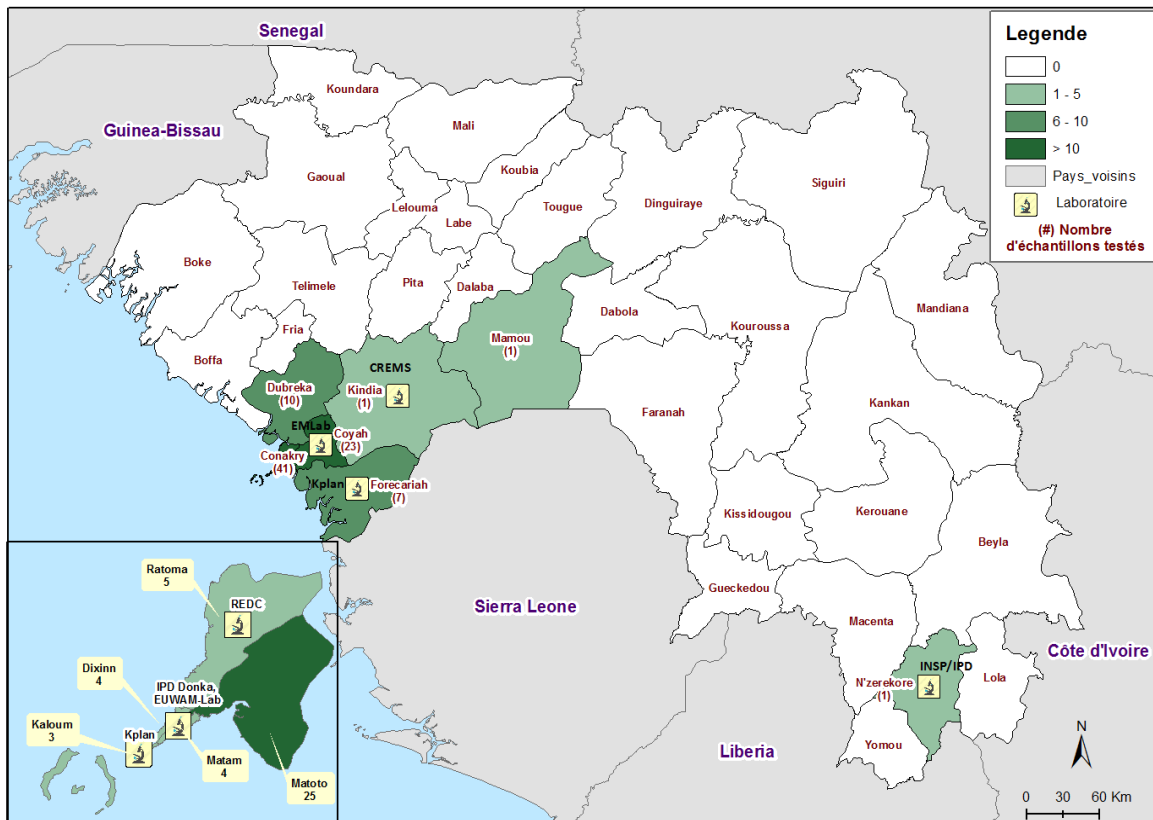 Senegal
Guinea-Bissau
Koundara
Mali
Gaoual
Koubia
Lelouma
Labe
Tougue
Dinguiraye
Siguiri
Boke
Telimele
Pita
Dalaba
Mandiana
Dabola
Kouroussa
Fria
Boffa
Mamou
(1)
CREMS
Kindia
(1)
Dubreka
(10)
EMLab
Coyah
(23)
Conakry
(41)
Kplan
Forecariah
(7)
Faranah
Kankan
Kissidougou
Kerouane
Beyla
Gueckedou
Macenta
Sierra Leone
INSP/IPD
N'zerekore
(1)
Lola
Yomou
Côte d'Ivoire
Liberia
Legende
0
1 - 5
6 - 10
> 10
Pays_voisins
Laboratoire
(#) Nombre
d'échantillons testés
Ratoma
5
REDC
Dixinn
4
IPD Donka,
EUWAM-Lab
Kaloum
3
Kplan
Matam
4
Matoto
25
N
0 30 60 Km